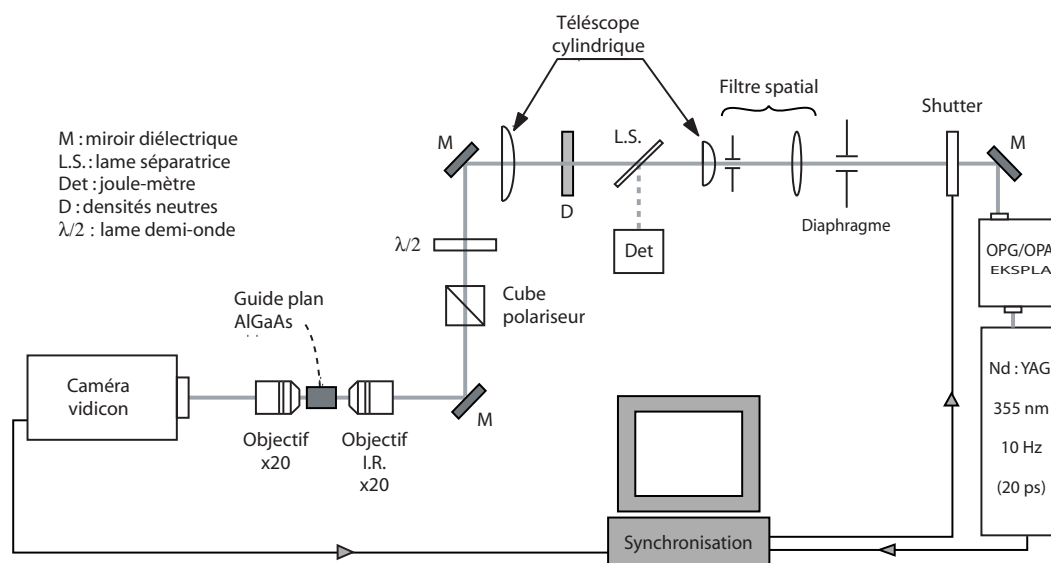 Téléscope
cylindrique
Filtre spatial
Shutter
M : miroir diélectrique
L.S. : lame séparatrice
Det : joule-mètre
D : densités neutres
λ/2 : lame demi-onde
M
L.S.
M
D
Diaphragme
λ/2
Det
OPG/OPA
EKSPLA
Guide plan
AlGaAs
Cube
polariseur
Caméra
vidicon
Nd : YAG
355 nm
10 Hz
(20 ps)
M
Objectif
x20
Objectif
I.R.
x20
Synchronisation